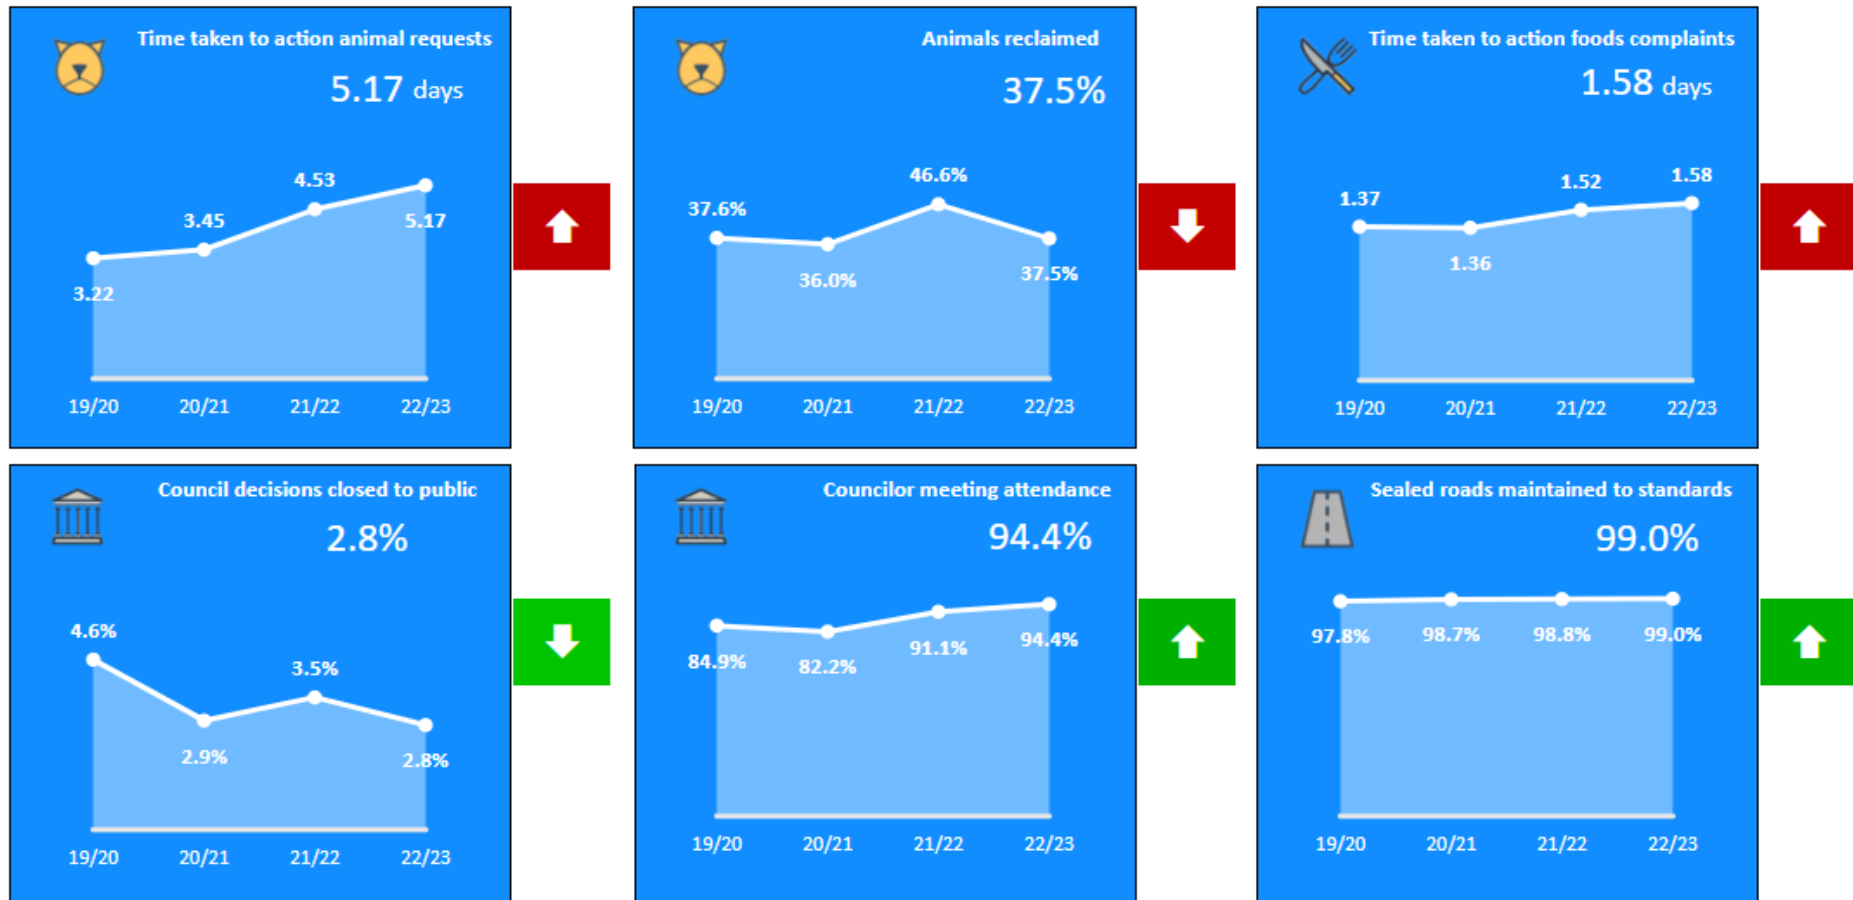 Time taken to action animal requests
5.17 days
4.53
3.45
5.17
3.22
19/20 20/21 21/22 22/23
Animals reclaimed
37.5%
46.6%
37.6%
36.0%
37.5%
19/20 20/21 21/22 22/23
Time taken to action foods complaints
1.58 days
1.58
1.52
1.37
1.36
19/20 20/21 21/22 22/23
Council decisions closed to public
2.8%
4.6%
3.5%
2.9%
2.8%
19/20 20/21 21/22 22/23
Councilor meeting attendance
94.4%
84.9% 82.2% 91.1% 94.4%
19/20 20/21 21/22 22/23
Sealed roads maintained to standards
99.0%
97.8% 98.7% 98.8% 99.0%
19/20 20/21 21/22 22/23